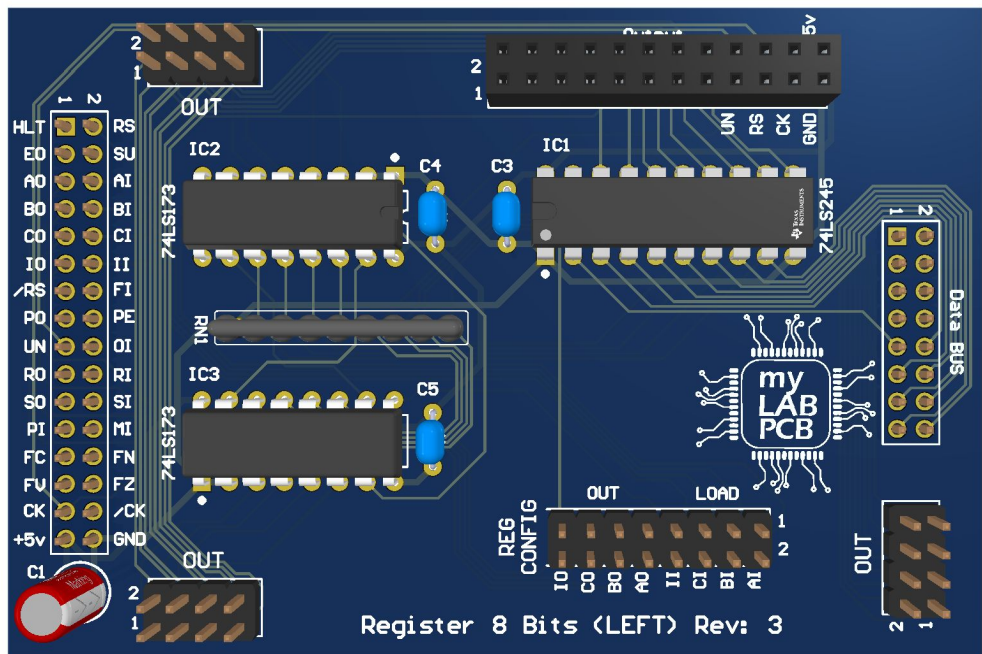 2
1
OUT
Output
5v
2
1
UN
RS
CK
GND
1 2
HLT RS
EO SU
AO AI
BO BI
CO CI
IO II
/RS FI
PO PE
UN OI
RO RI
SO SI
PI MI
FC FN
FV FZ
CK /CK
+5v GND
IC2
74LS173
C4
C3
IC1
TEXAS INSTRUMENTS
74LS245
1 2
Data BUS
RN1
IC3
74LS173
C5
my
LAB
PCB
REG CONFIG
OUT LOAD
1
2
IO CO BO AO II CI BI AI
OUT
2 1
C1
OUT
2
1
Register 8 Bits (LEFT) Rev: 3